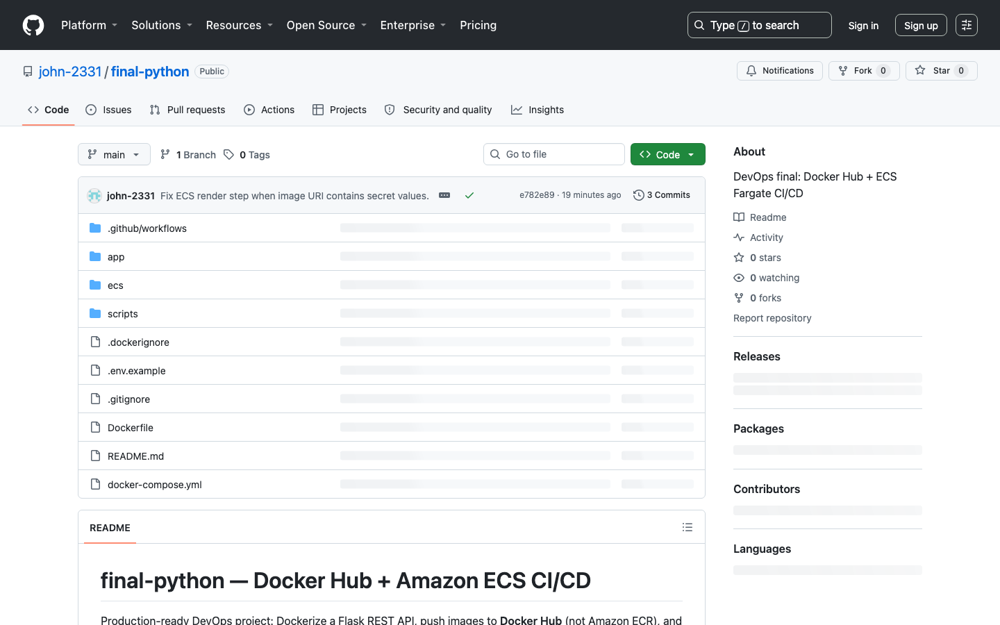 Platform Solutions Resources Open Source Enterprise Pricing Type / to search Sign in Sign up
john-2331 / final-python Public Notifications Fork 0 Star 0
Code Issues Pull requests Actions Projects Security and quality Insights
main 1 Branch 0 Tags Go to file Code
john-2331 Fix ECS render step when image URI contains secret values. e782e89 · 19 minutes ago 3 Commits
.github/workflows
app
ecs
scripts
.dockerignore
.env.example
.gitignore
Dockerfile
README.md
docker-compose.yml
README
final-python — Docker Hub + Amazon ECS CI/CD
Production-ready DevOps project: Dockerize a Flask REST API, push images to Docker Hub (not Amazon ECR), and
About
DevOps final: Docker Hub + ECS
Fargate CI/CD
Readme
Activity
0 stars
0 watching
0 forks
Report repository
Releases
Packages
Contributors
Languages